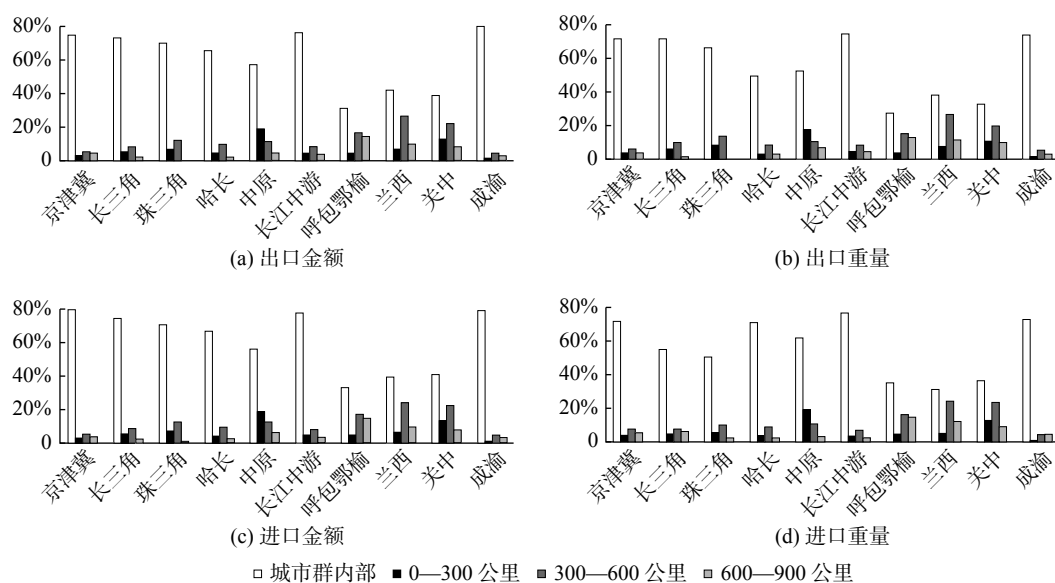 80%
60%
40%
20%
0
京津冀
长三角
珠三角
哈长
中原
长江中游
呼包鄂榆
兰西
关中
成渝
(a) 出口金额
80%
60%
40%
20%
0
京津冀
长三角
珠三角
哈长
中原
长江中游
呼包鄂榆
兰西
关中
成渝
(b) 出口重量
80%
60%
40%
20%
0
京津冀
长三角
珠三角
哈长
中原
长江中游
呼包鄂榆
兰西
关中
成渝
(c) 进口金额
80%
60%
40%
20%
0
京津冀
长三角
珠三角
哈长
中原
长江中游
呼包鄂榆
兰西
关中
成渝
(d) 进口重量
城市群内部 0—300 公里 300—600 公里 600—900 公里